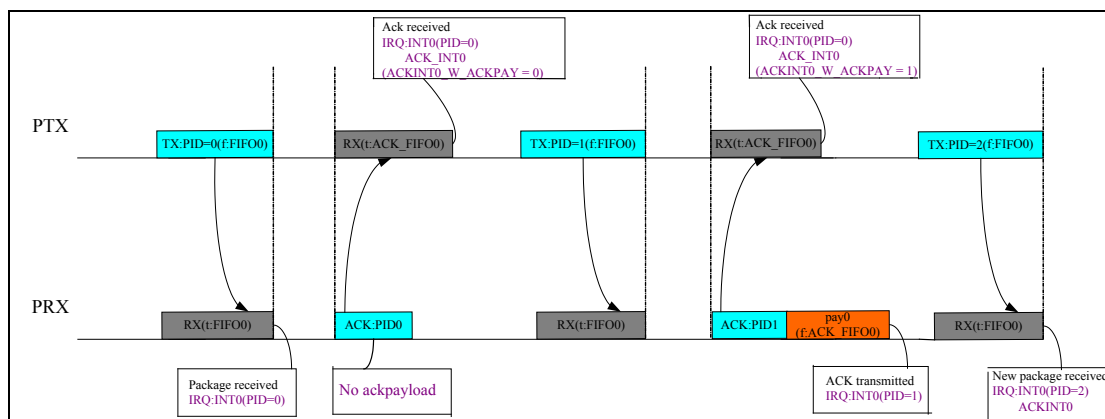 Ack received
IRQ:INT0(PID=0)
ACK_INT0
(ACKINT0_W_ACKPAY = 0)
Ack received
IRQ:INT0(PID=0)
ACK_INT0
(ACKINT0_W_ACKPAY = 1)
PTX
TX:PID=0(f:FIFO0)
RX(t:ACK_FIFO0)
TX:PID=1(f:FIFO0)
RX(t:ACK_FIFO0)
TX:PID=2(f:FIFO0)
PRX
RX(t:FIFO0)
ACK:PID0
RX(t:FIFO0)
ACK:PID1
pay0
(f:ACK_FIFO0)
RX(t:FIFO0)
Package received
IRQ:INT0(PID=0)
No ackpayload
ACK transmitted
IRQ:INT0(PID=1)
New package received
IRQ:INT0(PID=2)
ACKINT0